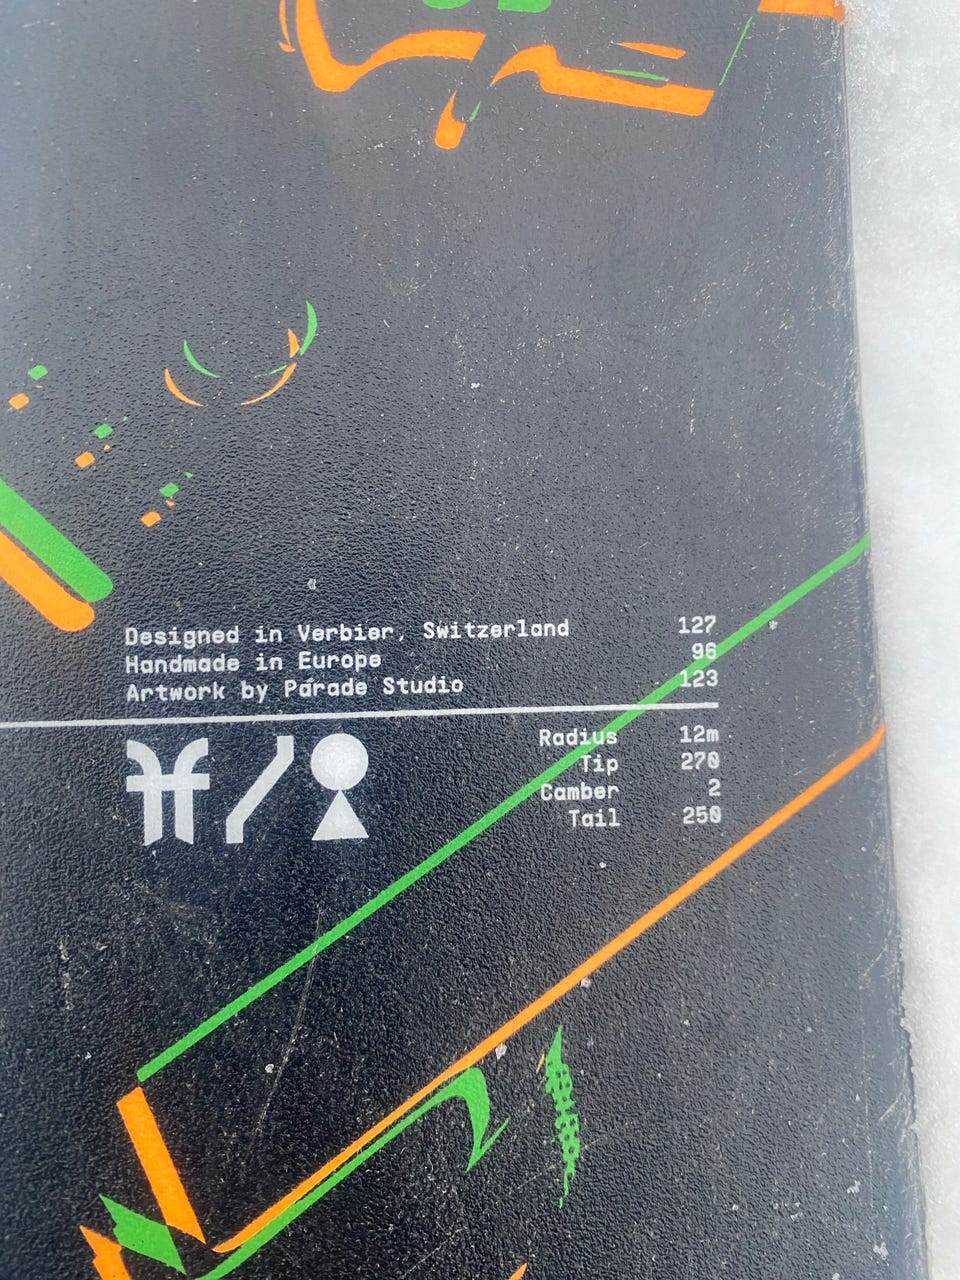 Designed in Verbier, Switzerland 127
Handmade in Europe 96
Artwork by Parade Studio 123
Radius 12m
Tip 270
Camber 2
Tail 250